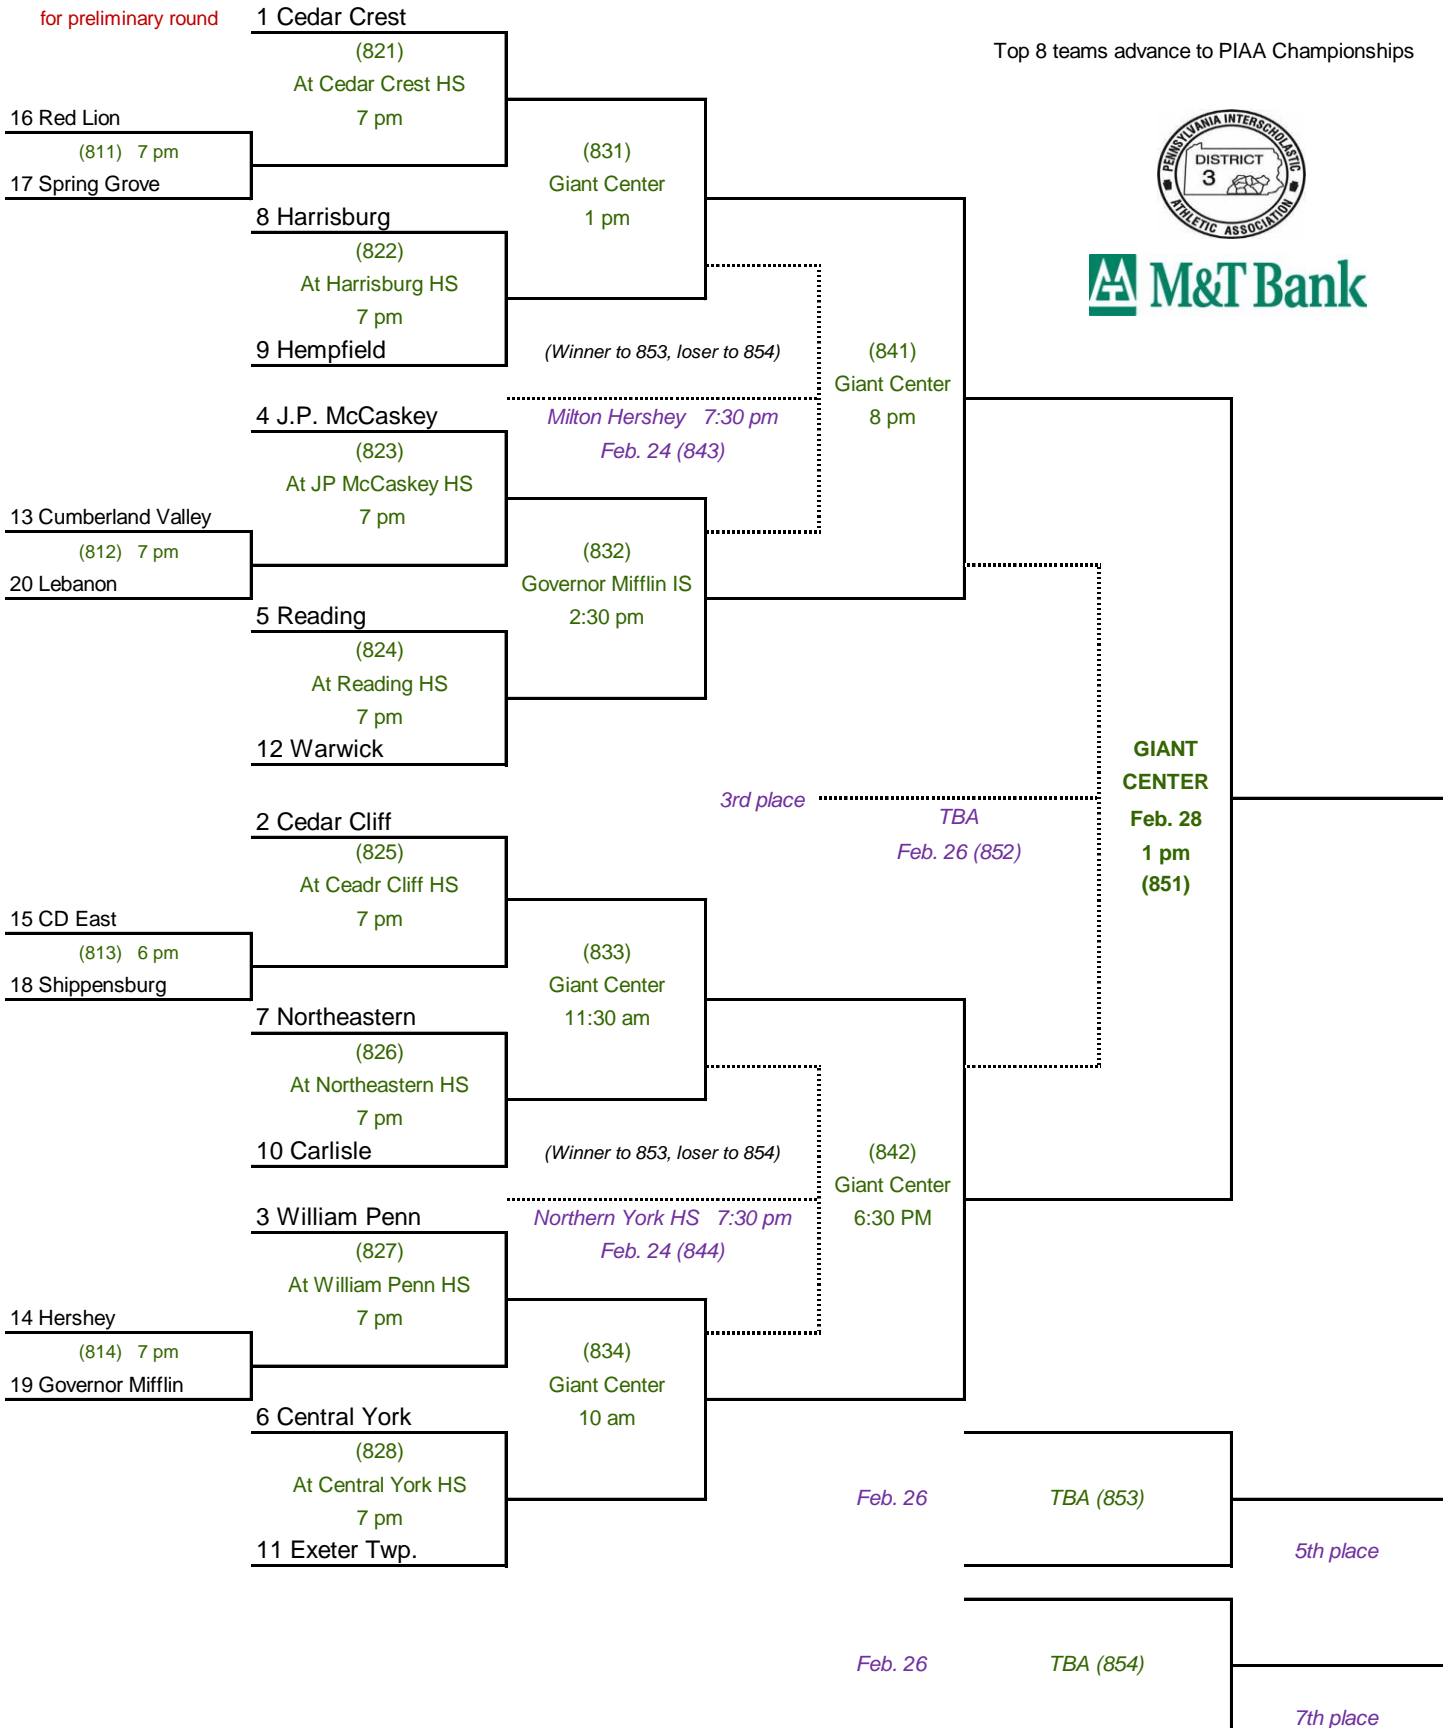 for preliminary round
1 Cedar Crest
(821)
At Cedar Crest HS
7 pm
Top 8 teams advance to PIAA Championships
16 Red Lion
(811) 7 pm
17 Spring Grove
PENNSYLVANIA INTERSCHOLASTIC
DISTRICT
3
ATHLETIC ASSOCIATION
M&T Bank
(831)
Giant Center
1 pm
8 Harrisburg
(822)
At Harrisburg HS
7 pm
9 Hempfield
(Winner to 853, loser to 854)
(841)
Giant Center
8 pm
Milton Hershey 7:30 pm
Feb. 24 (843)
4 J.P. McCaskey
(823)
At JP McCaskey HS
7 pm
13 Cumberland Valley
(812) 7 pm
20 Lebanon
(832)
Governor Mifflin IS
2:30 pm
5 Reading
(824)
At Reading HS
7 pm
12 Warwick
GIANT
CENTER
Feb. 28
1 pm
(851)
3rd place
TBA
Feb. 26 (852)
2 Cedar Cliff
(825)
At Ceadr Cliff HS
7 pm
15 CD East
(813) 6 pm
18 Shippensburg
(833)
Giant Center
11:30 am
7 Northeastern
(826)
At Northeastern HS
7 pm
10 Carlisle
(Winner to 853, loser to 854)
(842)
Giant Center
6:30 PM
Northern York HS 7:30 pm
Feb. 24 (844)
3 William Penn
(827)
At William Penn HS
7 pm
14 Hershey
(814) 7 pm
19 Governor Mifflin
(834)
Giant Center
10 am
6 Central York
(828)
At Central York HS
7 pm
11 Exeter Twp.
Feb. 26
TBA (853)
5th place
Feb. 26
TBA (854)
7th place